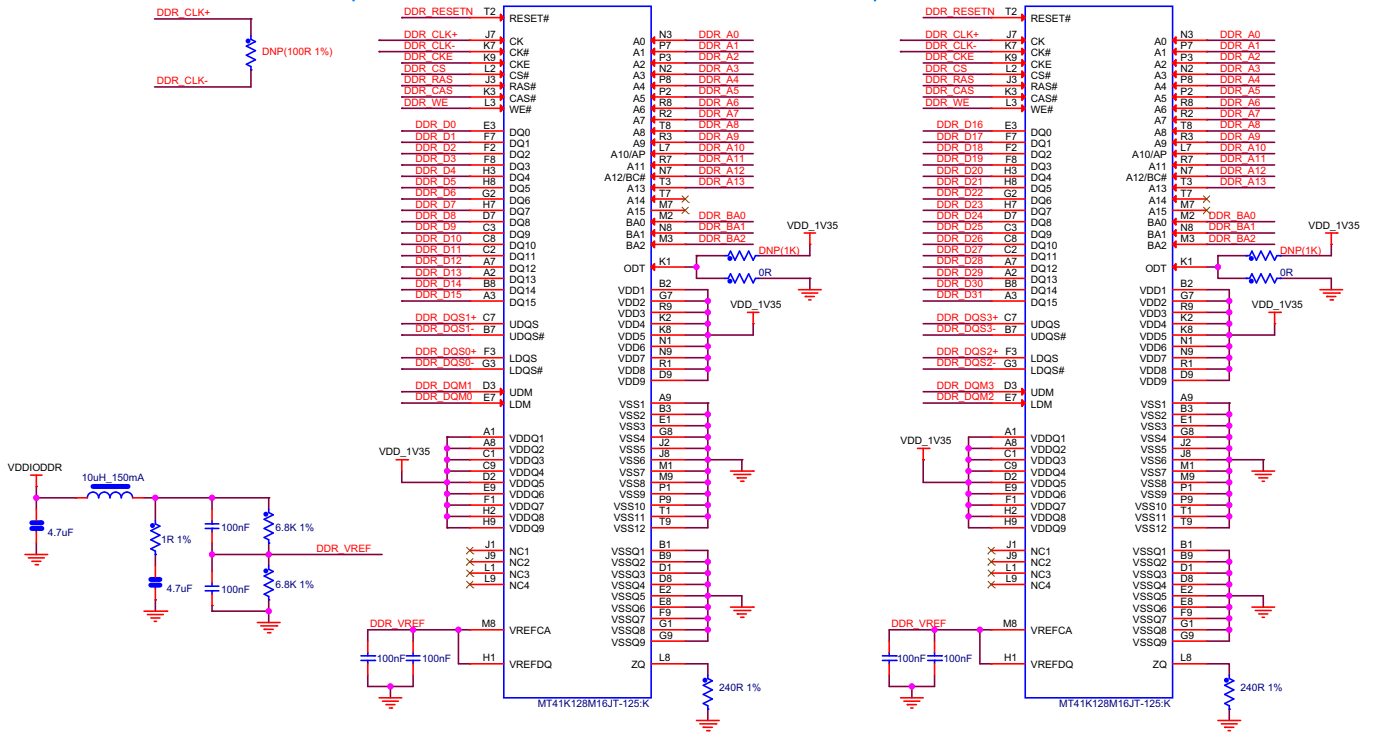 DDR_CLK+
DNP(100R 1%)
DDR_CLK-
VDDIODDR
10uH_150mA
4.7uF
1R 1%
4.7uF
100nF
100nF
6.8K 1%
6.8K 1%
DDR_VREF
DDR_RESETN T2 RESET#
DDR_CLK+ J7 CK
DDR_CLK- K7 CK#
DDR_CKE K9 CKE
DDR_CS L2 CS#
DDR_RAS J3 RAS#
DDR_CAS K3 CAS#
DDR_WE L3 WE#
DDR_D0 E3 DQ0
DDR_D1 F7 DQ1
DDR_D2 F2 DQ2
DDR_D3 F8 DQ3
DDR_D4 H3 DQ4
DDR_D5 H8 DQ5
DDR_D6 G2 DQ6
DDR_D7 H7 DQ7
DDR_D8 D7 DQ8
DDR_D9 C3 DQ9
DDR_D10 C8 DQ10
DDR_D11 C2 DQ11
DDR_D12 A7 DQ12
DDR_D13 A2 DQ13
DDR_D14 B8 DQ14
DDR_D15 A3 DQ15
DDR_DQS1+ C7 UDQS
DDR_DQS1- B7 UDQS#
DDR_DQS0+ F3 LDQS
DDR_DQS0- G3 LDQS#
DDR_DQM1 D3 UDM
DDR_DQM0 E7 LDM
VDD_1V35
A1 VDDQ1
A8 VDDQ2
C1 VDDQ3
C9 VDDQ4
D2 VDDQ5
E9 VDDQ6
F1 VDDQ7
H2 VDDQ8
H9 VDDQ9
J1 NC1
J9 NC2
L1 NC3
L9 NC4
DDR_VREF M8 VREFCA
100nF 100nF
H1 VREFDQ
A0 N3 DDR_A0
A1 P7 DDR_A1
A2 P3 DDR_A2
A3 N2 DDR_A3
A4 P8 DDR_A4
A5 P2 DDR_A5
A6 R8 DDR_A6
A7 R2 DDR_A7
A8 T8 DDR_A8
A9 R3 DDR_A9
A10/AP L7 DDR_A10
A11 R7 DDR_A11
A12/BC# N7 DDR_A12
A13 T3 DDR_A13
A14 T7
A15 M7
BA0 M2 DDR_BA0
BA1 N8 DDR_BA1
BA2 M3 DDR_BA2
VDD_1V35
DNP(1K)
ODT K1
0R
VDD1 B2
VDD2 G7
VDD3 R9
VDD4 K2
VDD5 K8
VDD6 N1
VDD7 N9
VDD8 R1
VDD9 D9
VDD_1V35
VSS1 A9
VSS2 B3
VSS3 E1
VSS4 G8
VSS5 J2
VSS6 J8
VSS7 M1
VSS8 M9
VSS9 P1
VSS10 P9
VSS11 T1
VSS12 T9
VSSQ1 B1
VSSQ2 B9
VSSQ3 D1
VSSQ4 D8
VSSQ5 E2
VSSQ6 E8
VSSQ7 F9
VSSQ8 G1
VSSQ9 G9
ZQ L8
240R 1%
MT41K128M16JT-125:K
DDR_RESETN T2 RESET#
DDR_CLK+ J7 CK
DDR_CLK- K7 CK#
DDR_CKE K9 CKE
DDR_CS L2 CS#
DDR_RAS J3 RAS#
DDR_CAS K3 CAS#
DDR_WE L3 WE#
DDR_D16 E3 DQ0
DDR_D17 F7 DQ1
DDR_D18 F2 DQ2
DDR_D19 F8 DQ3
DDR_D20 H3 DQ4
DDR_D21 H8 DQ5
DDR_D22 G2 DQ6
DDR_D23 H7 DQ7
DDR_D24 D7 DQ8
DDR_D25 C3 DQ9
DDR_D26 C8 DQ10
DDR_D27 C2 DQ11
DDR_D28 A7 DQ12
DDR_D29 A2 DQ13
DDR_D30 B8 DQ14
DDR_D31 A3 DQ15
DDR_DQS3+ C7 UDQS
DDR_DQS3- B7 UDQS#
DDR_DQS2+ F3 LDQS
DDR_DQS2- G3 LDQS#
DDR_DQM3 D3 UDM
DDR_DQM2 E7 LDM
VDD_1V35
A1 VDDQ1
A8 VDDQ2
C1 VDDQ3
C9 VDDQ4
D2 VDDQ5
E9 VDDQ6
F1 VDDQ7
H2 VDDQ8
H9 VDDQ9
J1 NC1
J9 NC2
L1 NC3
L9 NC4
DDR_VREF M8 VREFCA
100nF 100nF
H1 VREFDQ
A0 N3 DDR_A0
A1 P7 DDR_A1
A2 P3 DDR_A2
A3 N2 DDR_A3
A4 P8 DDR_A4
A5 P2 DDR_A5
A6 R8 DDR_A6
A7 R2 DDR_A7
A8 T8 DDR_A8
A9 R3 DDR_A9
A10/AP L7 DDR_A10
A11 R7 DDR_A11
A12/BC# N7 DDR_A12
A13 T3 DDR_A13
A14 T7
A15 M7
BA0 M2 DDR_BA0
BA1 N8 DDR_BA1
BA2 M3 DDR_BA2
VDD_1V35
DNP(1K)
ODT K1
0R
VDD1 B2
VDD2 G7
VDD3 R9
VDD4 K2
VDD5 K8
VDD6 N1
VDD7 N9
VDD8 R1
VDD9 D9
VDD_1V35
VSS1 A9
VSS2 B3
VSS3 E1
VSS4 G8
VSS5 J2
VSS6 J8
VSS7 M1
VSS8 M9
VSS9 P1
VSS10 P9
VSS11 T1
VSS12 T9
VSSQ1 B1
VSSQ2 B9
VSSQ3 D1
VSSQ4 D8
VSSQ5 E2
VSSQ6 E8
VSSQ7 F9
VSSQ8 G1
VSSQ9 G9
ZQ L8
240R 1%
MT41K128M16JT-125:K